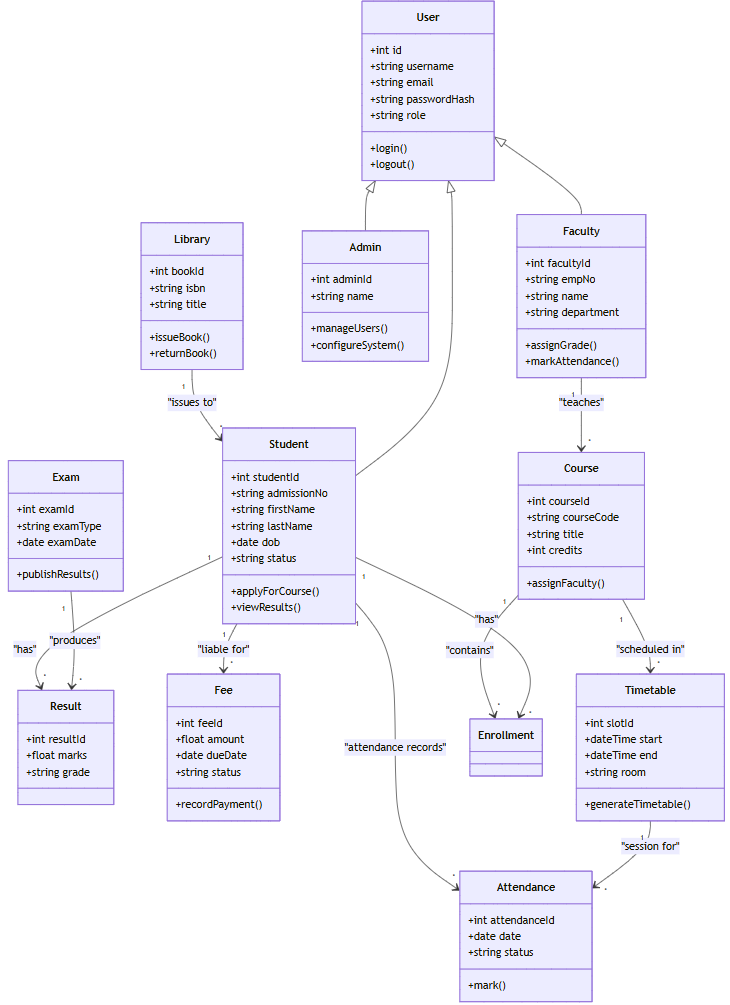 User
+int id
+string username
+string email
+string passwordHash
+string role
+login()
+logout()
Library
+int bookId
+string isbn
+string title
+issueBook()
+returnBook()
Admin
+int adminId
+string name
+manageUsers()
+configureSystem()
Faculty
+int facultyId
+string empNo
+string name
+string department
+assignGrade()
+markAttendance()
1
"issues to"
*
1
"teaches"
*
Student
+int studentId
+string admissionNo
+string firstName
+string lastName
+date dob
+string status
+applyForCourse()
+viewResults()
Exam
+int examId
+string examType
+date examDate
+publishResults()
Course
+int courseId
+string courseCode
+string title
+int credits
+assignFaculty()
1
1
1
1
1
1
1
"has"
"produces"
"liable for"
"has"
"contains"
"scheduled in"
*
*
*
*
*
*
Result
+int resultId
+float marks
+string grade
Fee
+int feeId
+float amount
+date dueDate
+string status
+recordPayment()
Enrollment
Timetable
+int slotId
+dateTime start
+dateTime end
+string room
+generateTimetable()
"attendance records"
1
"session for"
*
*
Attendance
+int attendanceId
+date date
+string status
+mark()